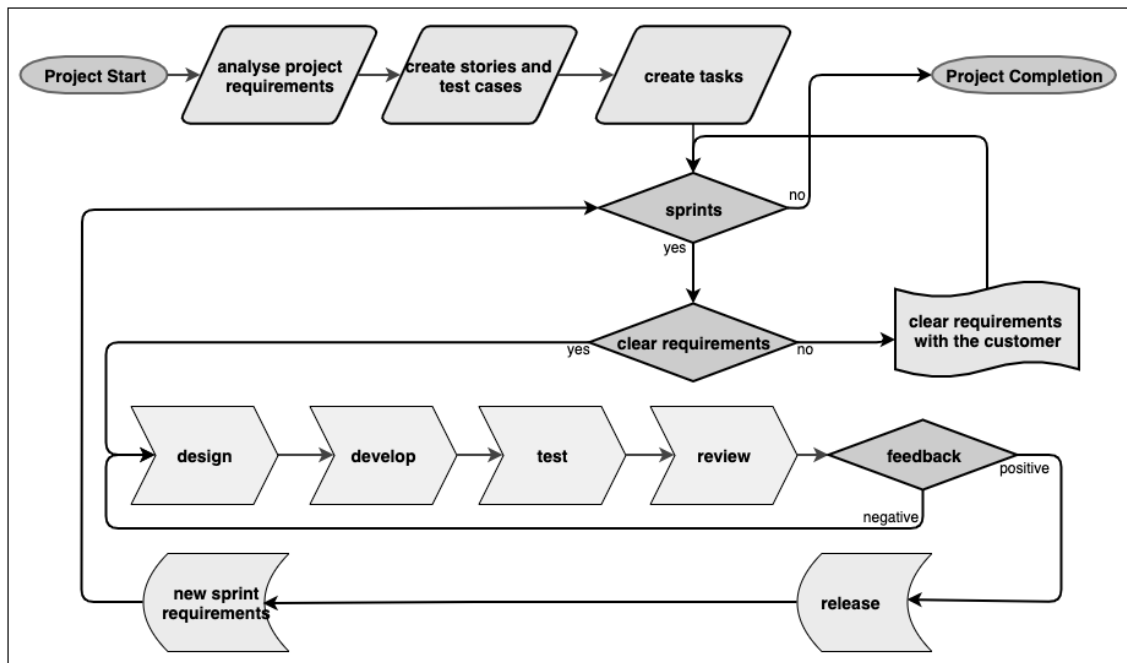 Project Start
analyse project
requirements
create stories and
test cases
create tasks
Project Completion
sprints
no
yes
clear requirements
yes
no
clear requirements
with the customer
design
develop
test
review
feedback
positive
negative
new sprint
requirements
release